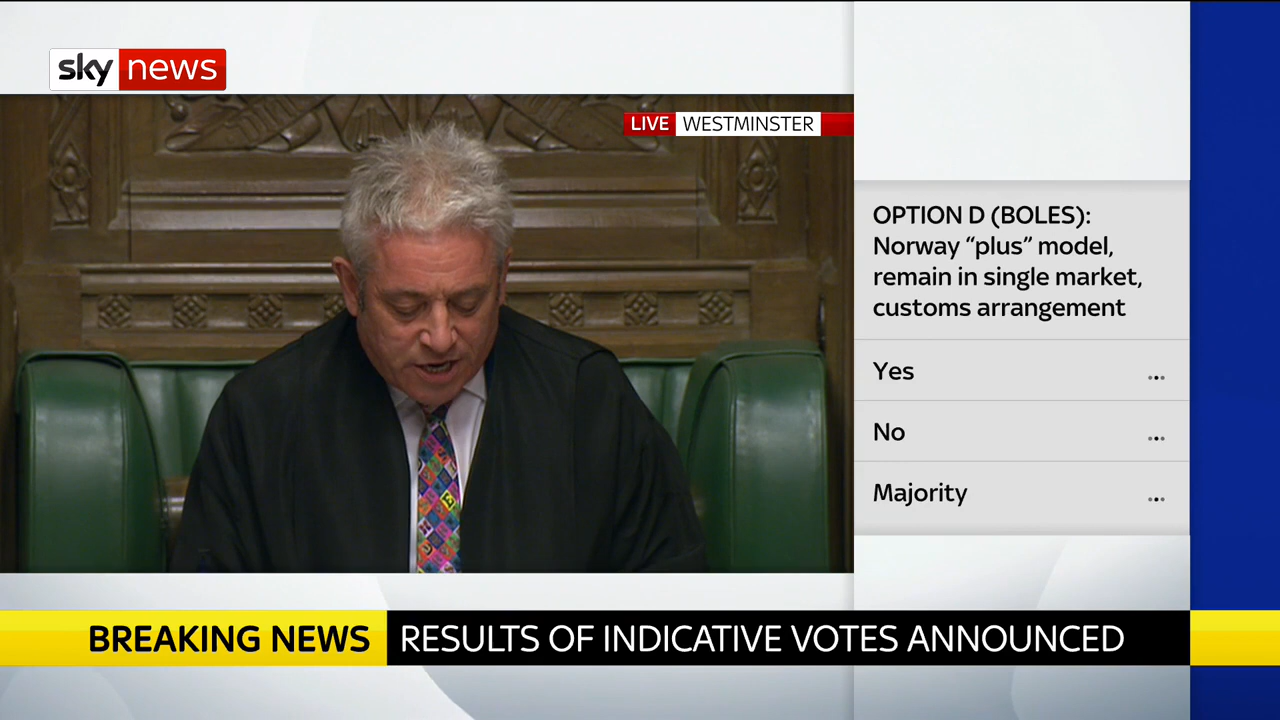 sky news
LIVE WESTMINSTER
OPTION D (BOLES):
Norway “plus” model,
remain in single market,
customs arrangement
Yes ...
No ...
Majority ...
BREAKING NEWS RESULTS OF INDICATIVE VOTES ANNOUNCED